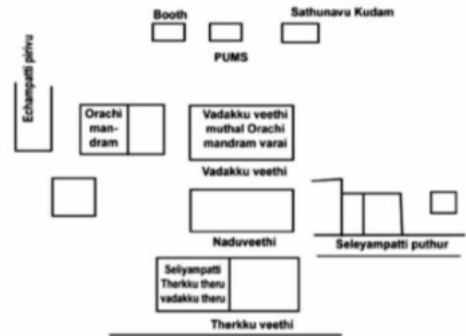 Booth
Sathunavu Kudam
PUMS
Echampatti pirivu
Orachi
man-
dram
Vadakku veethi
muthal Orachi
mandram varai
Vadakku veethi
Naduveethi
Seleyampatti puthur
Seliyampatti
Therkku theru
vadakku theru
Therkku veethi